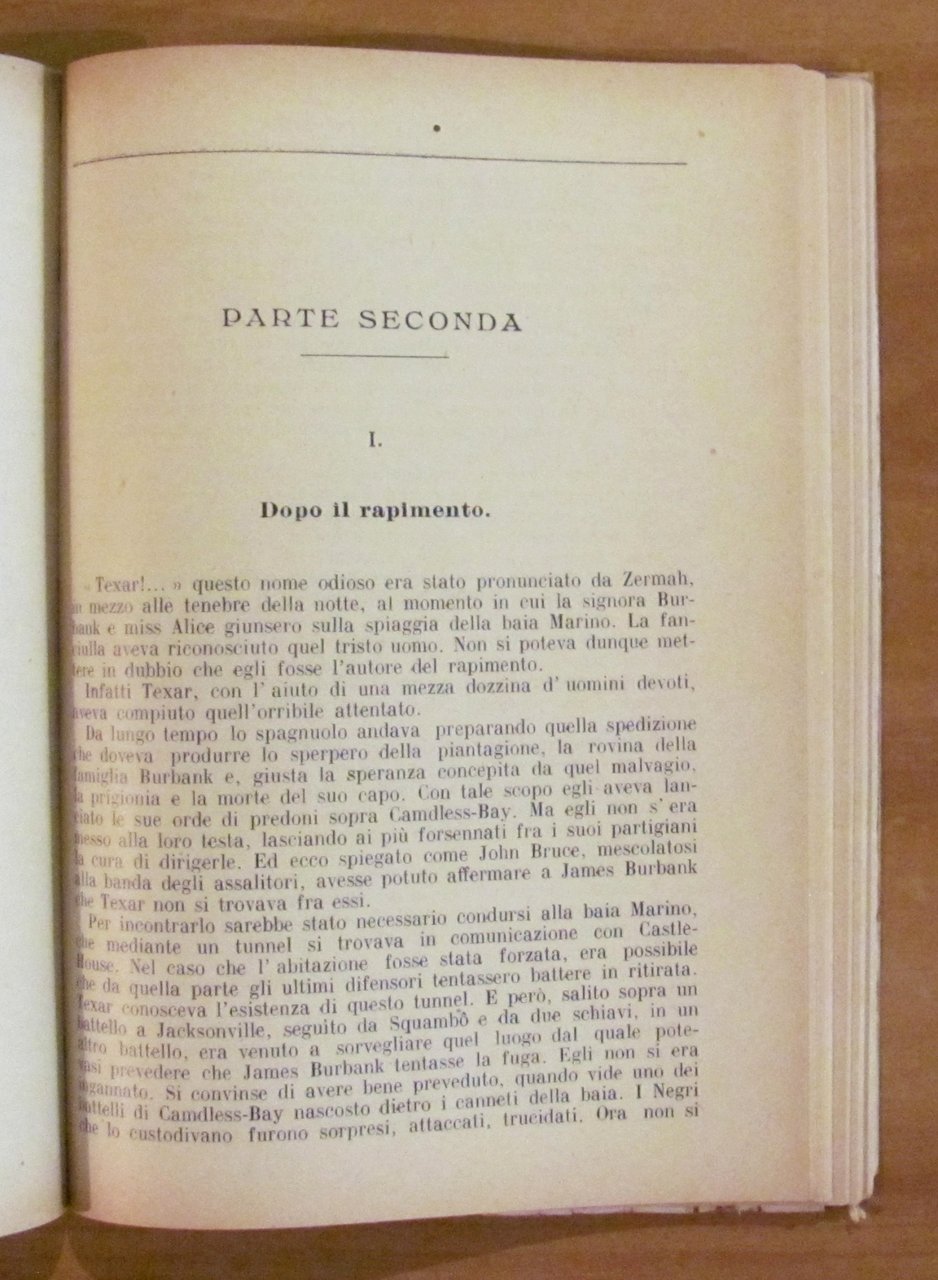 PARTE SECONDA
I.
Dopo il rapimento.
« Texar!... » questo nome odioso era stato pronunciato da Zermah,
in mezzo alle tenebre della notte, al momento in cui la signora Bur-
bank e miss Alice giunsero sulla spiaggia della baia Marino. La fan-
ciulla aveva riconosciuto quel tristo uomo. Non si poteva dunque met-
tere in dubbio che egli fosse l'autore del rapimento.
Infatti Texar, con l'aiuto di una mezza dozzina d'uomini devoti,
aveva compiuto quell'orribile attentato.
Da lungo tempo lo spagnuolo andava preparando quella spedizione
che doveva produrre lo sperpero della piantagione, la rovina della
famiglia Burbank e, giusta la speranza concepita da quel malvagio,
la prigionia e la morte del suo capo. Con tale scopo egli aveva lan-
ciato le sue orde di predoni sopra Camdless-Bay. Ma egli non s'era
messo alla loro testa, lasciando ai più forsennati fra i suoi partigiani
la cura di dirigerle. Ed ecco spiegato come John Bruce, mescolatosi
alla banda degli assalitori, avesse potuto affermare a James Burbank
che Texar non si trovava fra essi.
Per incontrarlo sarebbe stato necessario condursi alla baia Marino,
che mediante un tunnel si trovava in comunicazione con Castle-
House. Nel caso che l'abitazione fosse stata forzata, era possibile
che da quella parte gli ultimi difensori tentassero battere in ritirata.
Texar conosceva l'esistenza di questo tunnel. E però, salito sopra un
battello a Jacksonville, seguito da Squambô e da due schiavi, in un
altro battello, era venuto a sorvegliare quel luogo dal quale pote-
vasi prevedere che James Burbank tentasse la fuga. Egli non si era
ingannato. Si convinse di avere bene preveduto, quando vide uno dei
battelli di Camdless-Bay nascosto dietro i canneti della baia. I Negri
che lo custodivano furono sorpresi, attaccati, trucidati. Ora non si